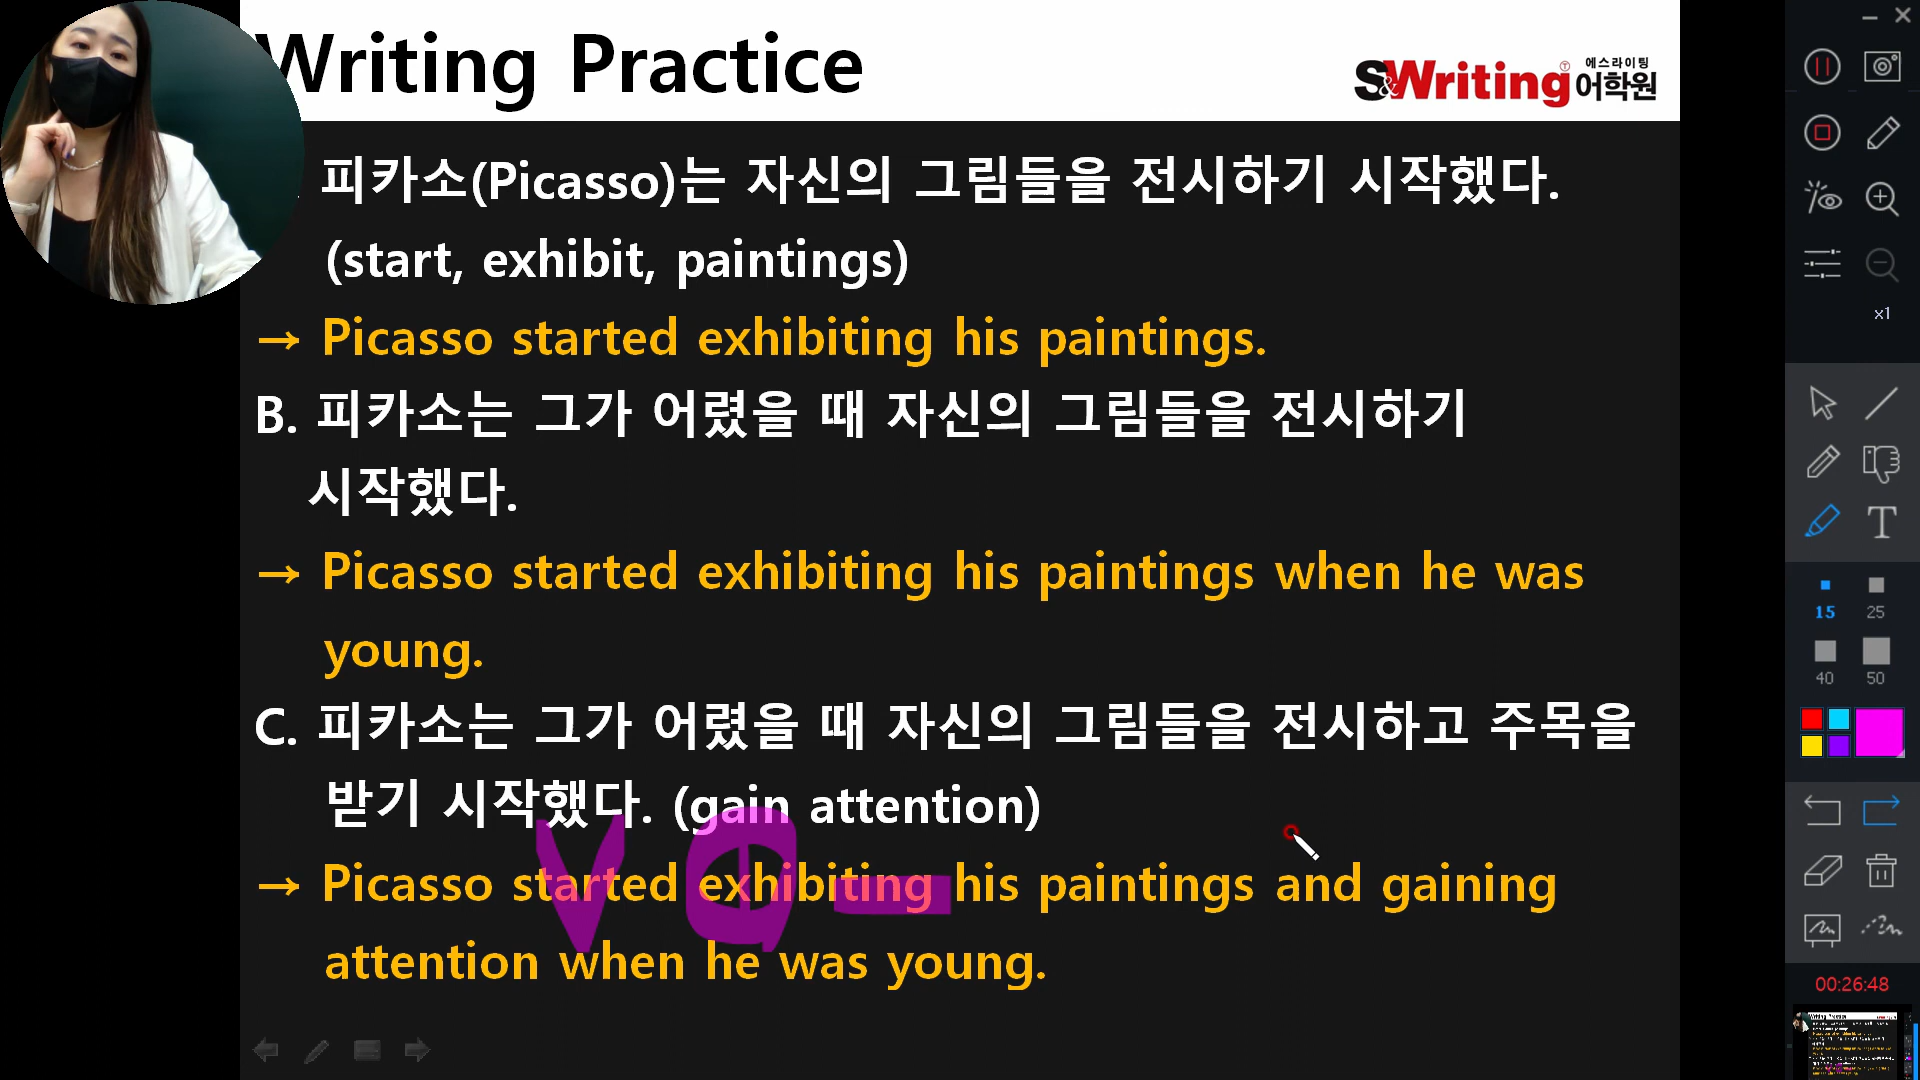 Writing Practice
S&Writing 에스라이팅 어학원
피카소(Picasso)는 자신의 그림들을 전시하기 시작했다.
(start, exhibit, paintings)
→ Picasso started exhibiting his paintings.
B. 피카소는 그가 어렸을 때 자신의 그림들을 전시하기
시작했다.
→ Picasso started exhibiting his paintings when he was
young.
C. 피카소는 그가 어렸을 때 자신의 그림들을 전시하고 주목을
받기 시작했다. (gain attention)
→ Picasso started exhibiting his paintings and gaining
attention when he was young.
x1
T
15 25
40 50
00:26:48